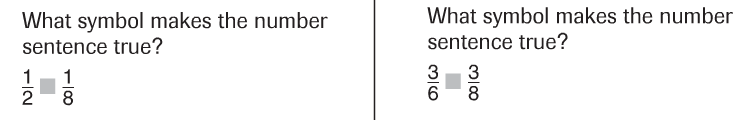 What symbol makes the number
sentence true?
1/2 ■ 1/8
What symbol makes the number
sentence true?
3/6 ■ 3/8